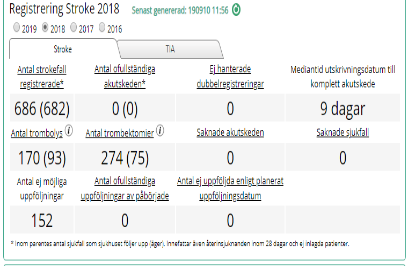 Registrering Stroke 2018 Senast genererad: 190910 11:56
2019 2018 2017 2016
Stroke TIA
Antal strokefall registrerade* Antal ofullständiga akutskeden* Ej hanterade dubbelregistreringar Mediantid utskrivningsdatum till komplett akutskede
686 (682) 0 (0) 0 9 dagar
Antal trombolys Antal trombektomier Saknade akutskeden Saknade sjukfall
170 (93) 274 (75) 0 0
Antal ej möjliga uppföljningar Antal ofullständiga uppföljningar av påbörjade Antal ej uppföljda enligt planerat uppföljningsdatum
152 0 0
* Inom parentes antal sjukfall som sjukhuset följer upp (äger). Innefattar även återinsjuknanden inom 28 dagar och ej inlagda patienter.